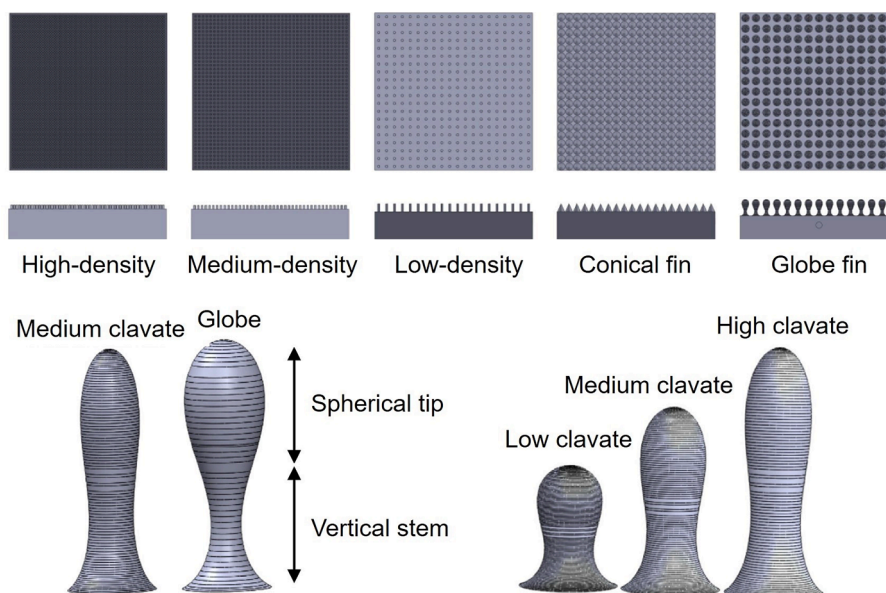 High-density
Medium-density
Low-density
Conical fin
Globe fin
Medium clavate
Globe
Spherical tip
Vertical stem
Low clavate
Medium clavate
High clavate